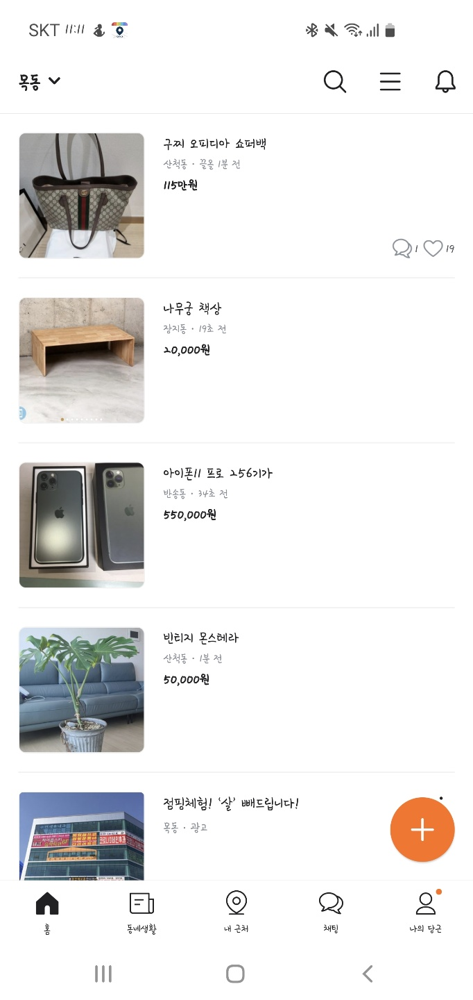 SKT 11:11
목동
구찌 오피디아 쇼퍼백
산척동 · 끌올 1분 전
115만원
1 19
나무궁 책상
장지동 · 19초 전
20,000원
아이폰11 프로 256기가
반송동 · 34초 전
550,000원
빈티지 몬스테라
산척동 · 1분 전
50,000원
점핑체험! '살' 빼드립니다!
목동 · 광고
홈
동네생활
내 근처
채팅
나의 당근